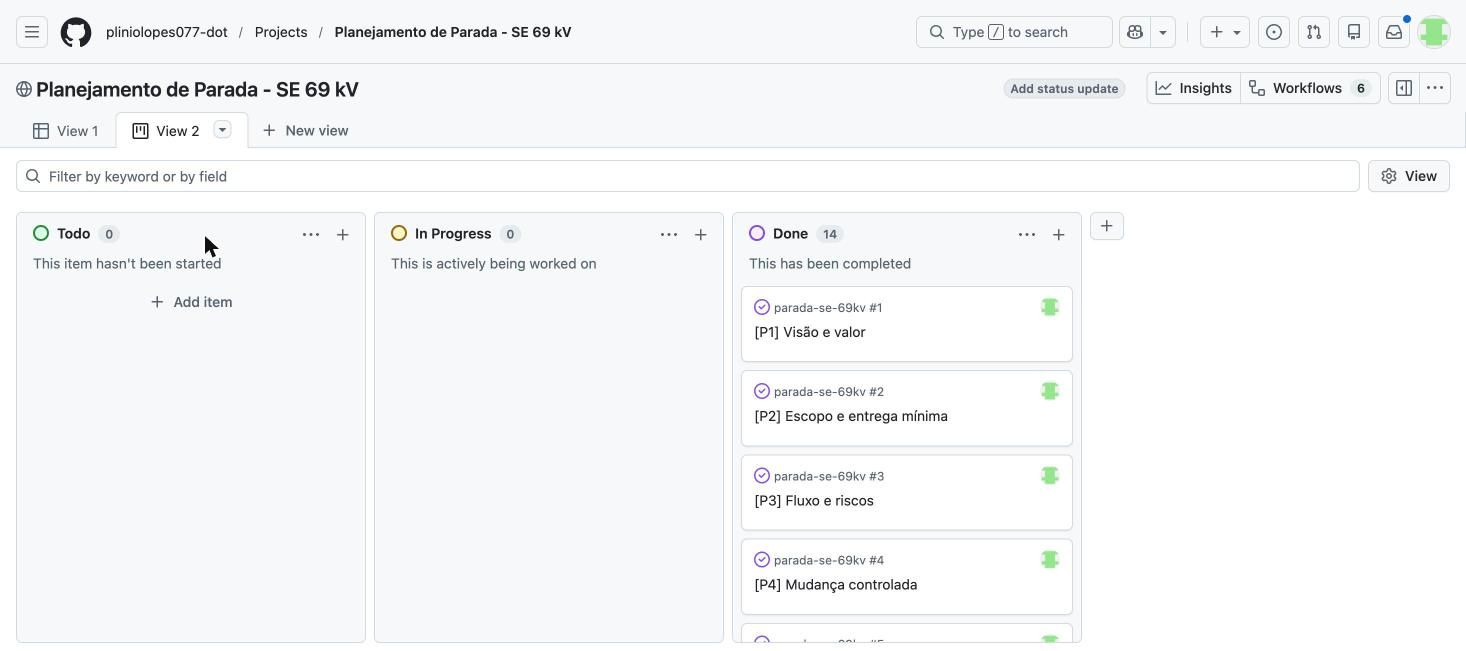 pliniolopes077-dot / Projects / Planejamento de Parada - SE 69 kV
Type / to search
Planejamento de Parada - SE 69 kV
Add status update
Insights
Workflows 6
View 1
View 2
New view
Filter by keyword or by field
View
Todo 0
This item hasn't been started
Add item
In Progress 0
This is actively being worked on
Done 14
This has been completed
parada-se-69kv #1
[P1] Visão e valor
parada-se-69kv #2
[P2] Escopo e entrega mínima
parada-se-69kv #3
[P3] Fluxo e riscos
parada-se-69kv #4
[P4] Mudança controlada